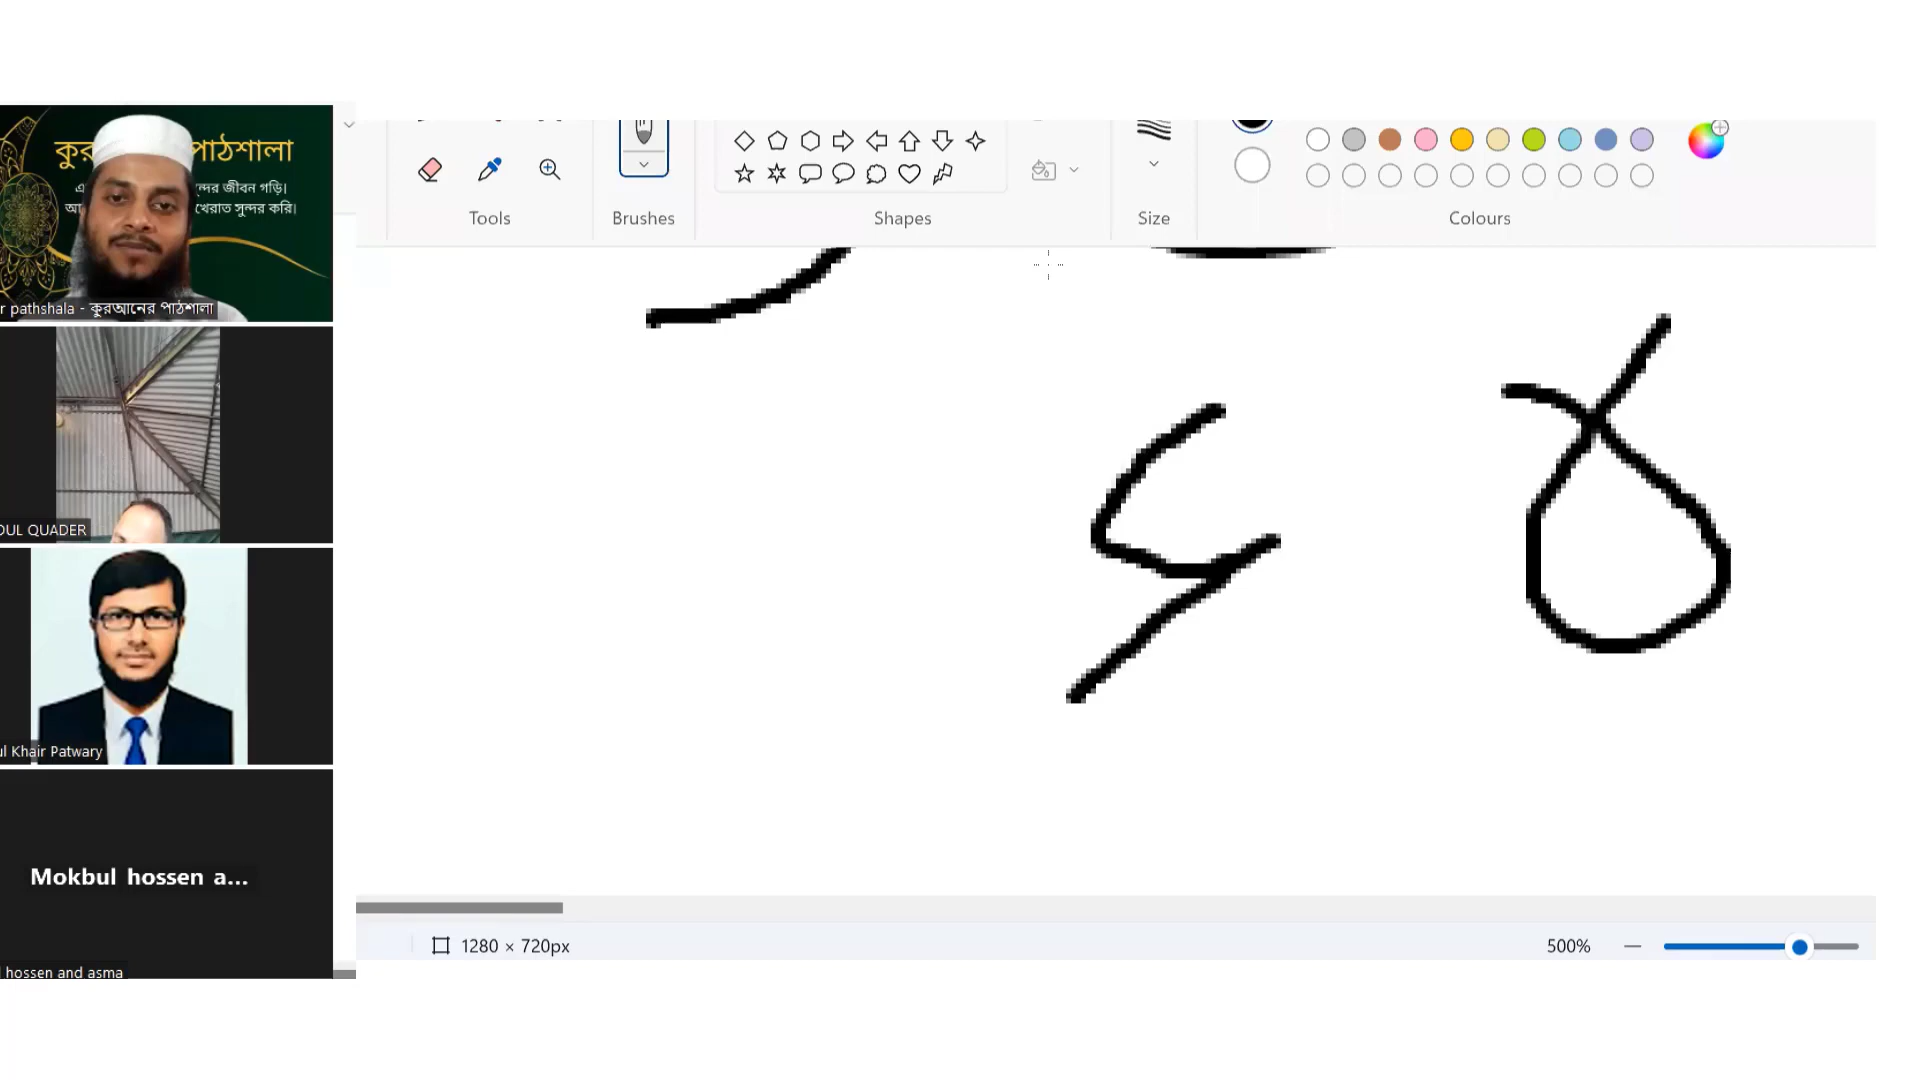 কুর পাঠশালা
এ ন্দর জীবন গড়ি।
আ খেরাত সুন্দর করি।
r pathshala - কুরআনের পাঠশালা
DUL QUADER
ul Khair Patwary
Mokbul hossen a...
hossen and asma
Tools
Brushes
Shapes
Size
Colours
1280 × 720px
500%